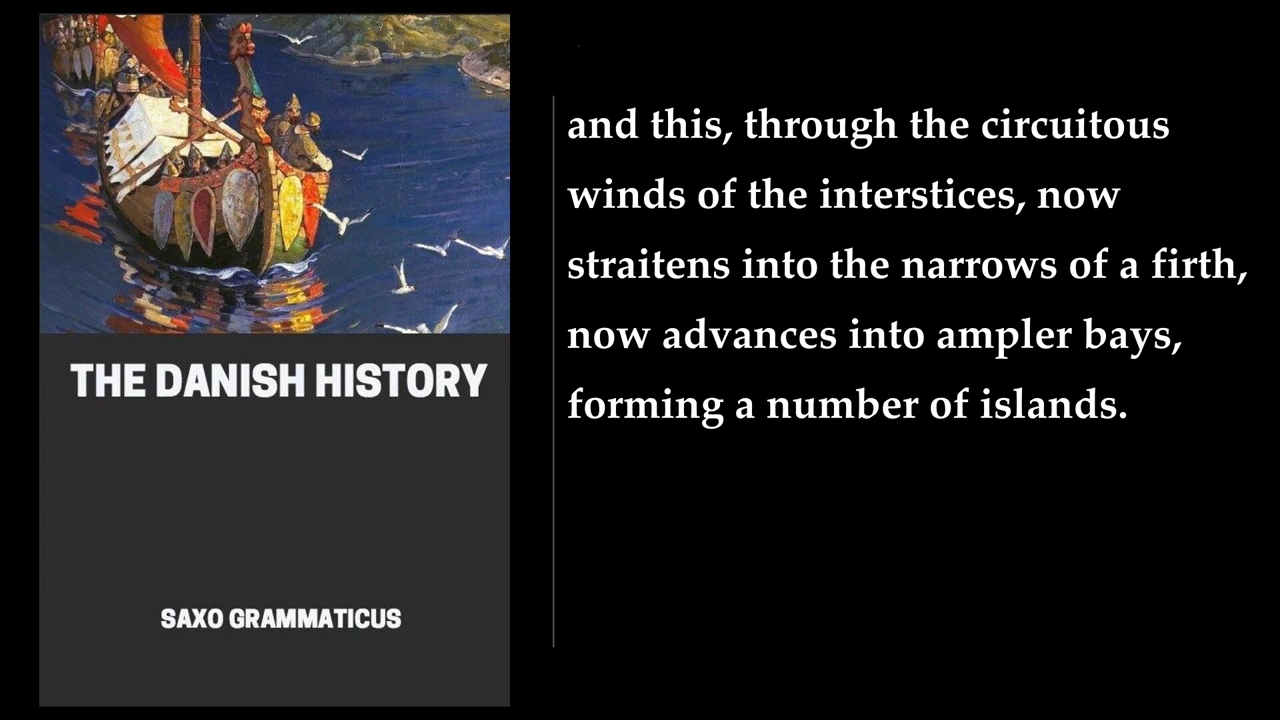 THE DANISH HISTORY
SAXO GRAMMATICUS
and this, through the circuitous
winds of the interstices, now
straitens into the narrows of a firth,
now advances into ampler bays,
forming a number of islands.